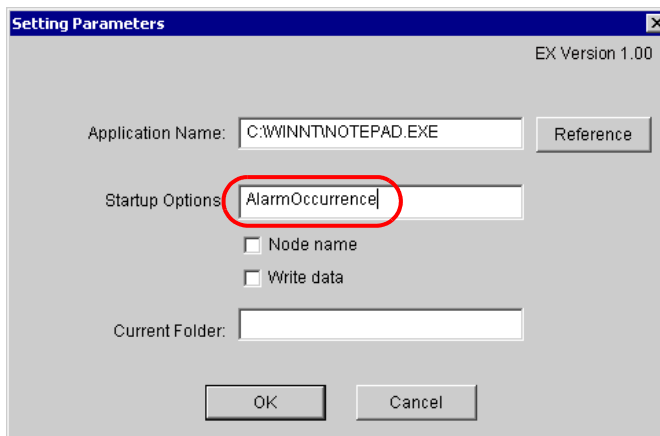 Setting Parameters
EX Version 1.00
Application Name: C:\WINNT\NOTEPAD.EXE Reference
Startup Options AlarmOccurrence
Node name
Write data
Current Folder:
OK Cancel